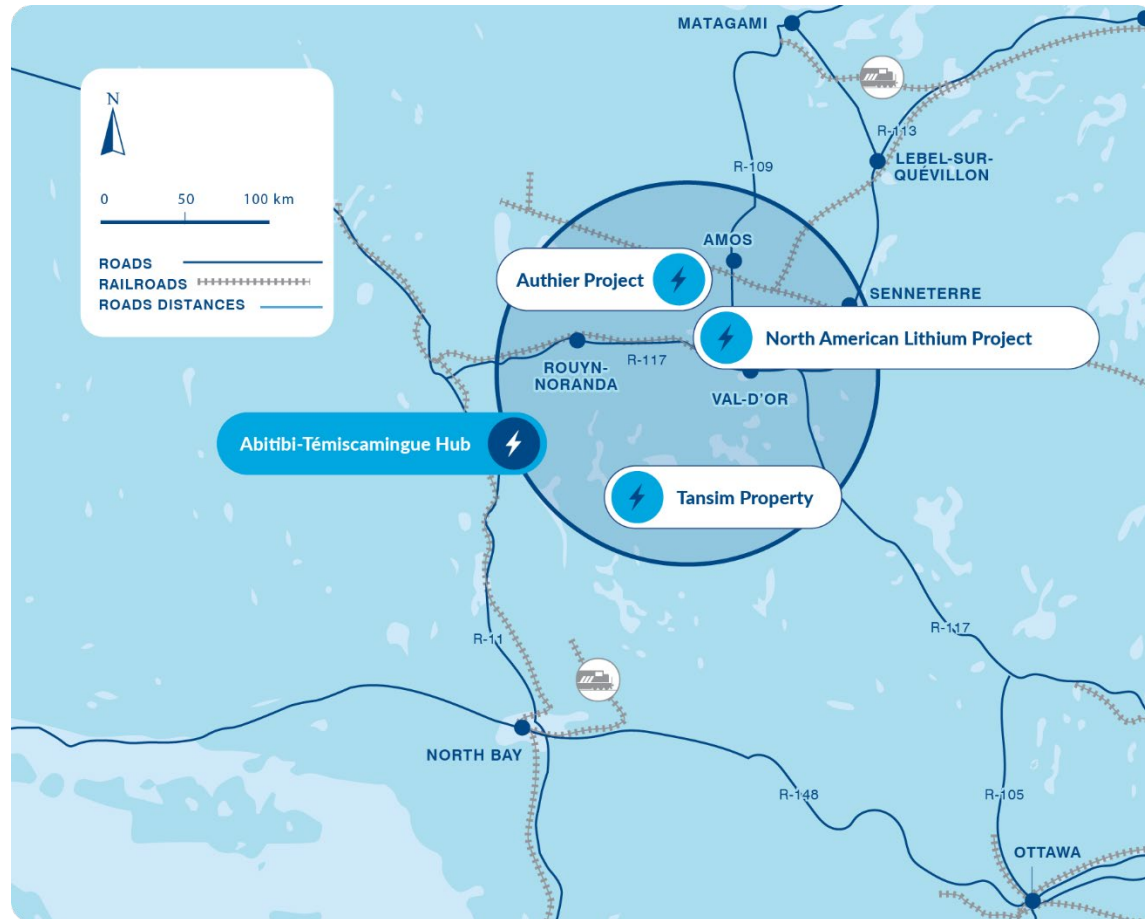 MATAGAMI
N
0 50 100 km
ROADS
RAILROADS
ROADS DISTANCES
R-113
LEBEL-SUR-
QUÉVILLON
R-109
AMOS
Authier Project
SENNETERRE
North American Lithium Project
R-117
ROUYN-
NORANDA
VAL-D'OR
Abitibi-Témiscamingue Hub
Tansim Property
R-11
R-117
NORTH BAY
R-148
R-105
OTTAWA